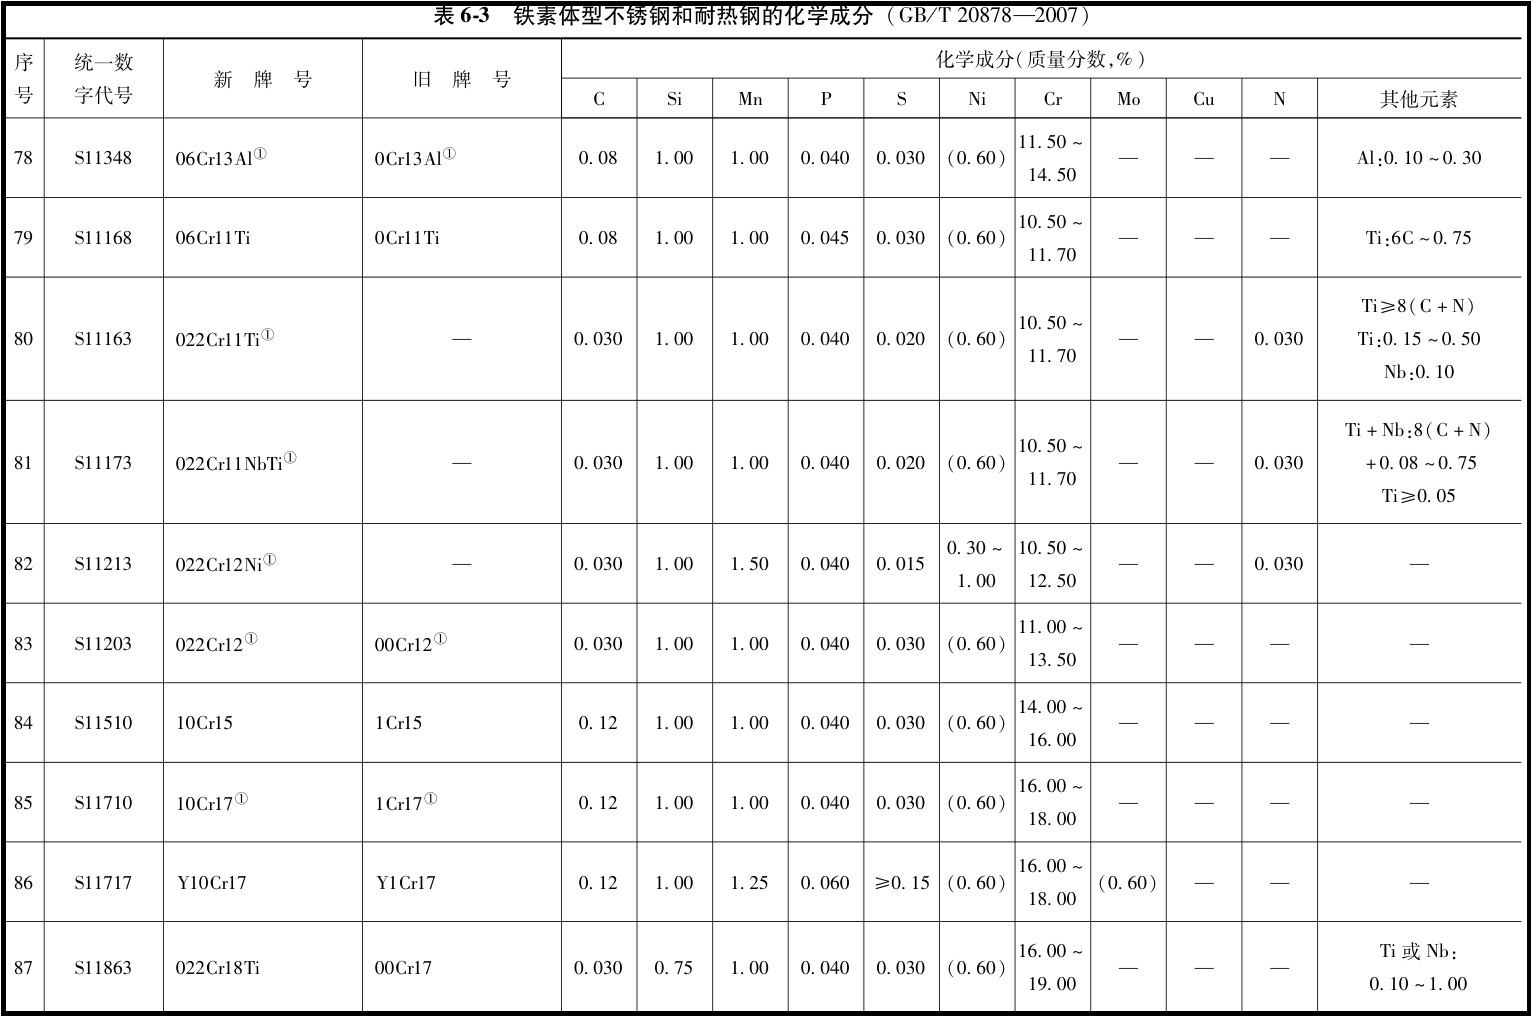 表 6-3 铁素体型不锈钢和耐热钢的化学成分（GB/T 20878—2007）
序号 统一数字代号 新 牌 号 旧 牌 号 化学成分(质量分数,%)
C Si Mn P S Ni Cr Mo Cu N 其他元素
78 S11348 06Cr13Al① 0Cr13Al① 0.08 1.00 1.00 0.040 0.030 (0.60) 11.50~14.50 — — — Al:0.10~0.30
79 S11168 06Cr11Ti 0Cr11Ti 0.08 1.00 1.00 0.045 0.030 (0.60) 10.50~11.70 — — — Ti:6C~0.75
80 S11163 022Cr11Ti① — 0.030 1.00 1.00 0.040 0.020 (0.60) 10.50~11.70 — — 0.030 Ti≥8(C+N) Ti:0.15~0.50 Nb:0.10
81 S11173 022Cr11NbTi① — 0.030 1.00 1.00 0.040 0.020 (0.60) 10.50~11.70 — — 0.030 Ti+Nb:8(C+N)+0.08~0.75 Ti≥0.05
82 S11213 022Cr12Ni① — 0.030 1.00 1.50 0.040 0.015 0.30~1.00 10.50~12.50 — — 0.030 —
83 S11203 022Cr12① 00Cr12① 0.030 1.00 1.00 0.040 0.030 (0.60) 11.00~13.50 — — — —
84 S11510 10Cr15 1Cr15 0.12 1.00 1.00 0.040 0.030 (0.60) 14.00~16.00 — — — —
85 S11710 10Cr17① 1Cr17① 0.12 1.00 1.00 0.040 0.030 (0.60) 16.00~18.00 — — — —
86 S11717 Y10Cr17 Y1Cr17 0.12 1.00 1.25 0.060 ≥0.15 (0.60) 16.00~18.00 (0.60) — — —
87 S11863 022Cr18Ti 00Cr17 0.030 0.75 1.00 0.040 0.030 (0.60) 16.00~19.00 — — — Ti或Nb:0.10~1.00